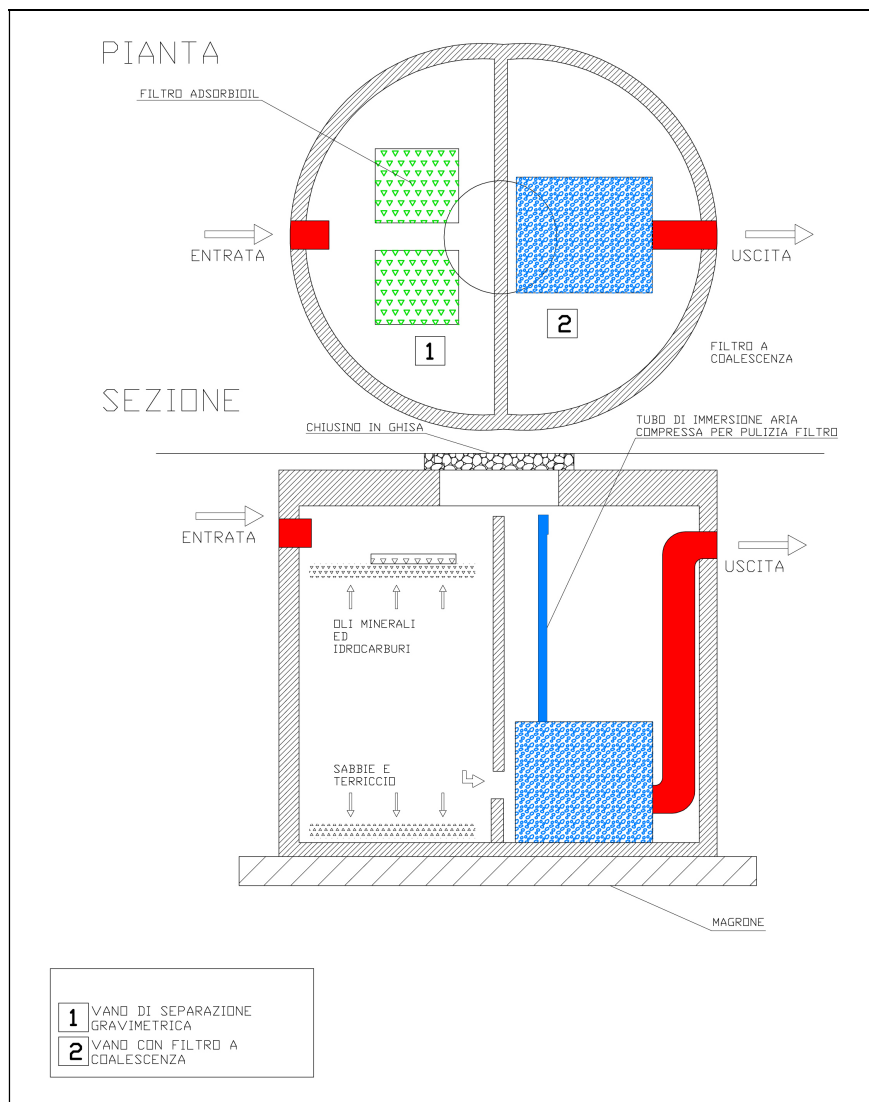 PIANTA
FILTRO ADSORBIOIL
ENTRATA
USCITA
1
2
FILTRO A
COALESCENZA
SEZIONE
CHIUSINO IN GHISA
TUBO DI IMMERSIONE ARIA
COMPRESSA PER PULIZIA FILTRO
ENTRATA
USCITA
OLI MINERALI
ED
IDROCARBURI
SABBIE E
TERRICCIO
MAGRONE
1 VANO DI SEPARAZIONE
GRAVIMETRICA
2 VANO CON FILTRO A
COALESCENZA